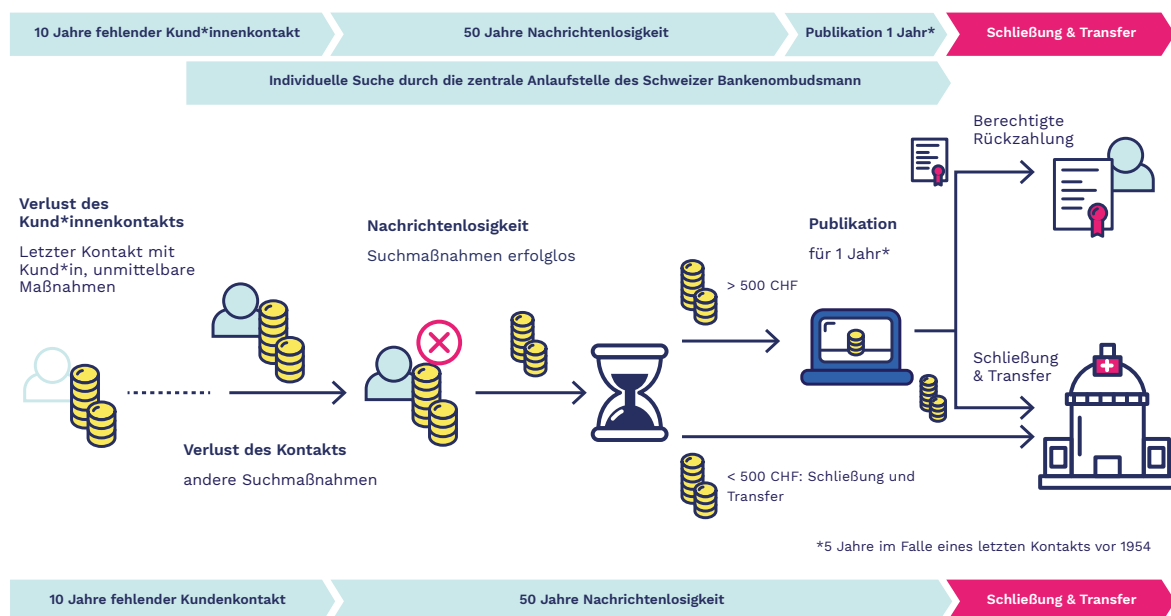 10 Jahre fehlender Kund*innenkontakt
50 Jahre Nachrichtenlosigkeit
Publikation 1 Jahr*
Schließung & Transfer
Individuelle Suche durch die zentrale Anlaufstelle des Schweizer Bankenombudsmann
Berechtigte
Rückzahlung
Verlust des
Kund*innenkontakts
Letzter Kontakt mit
Kund*in, unmittelbare
Maßnahmen
Nachrichtenlosigkeit
Suchmaßnahmen erfolglos
Publikation
für 1 Jahr*
> 500 CHF
Schließung
& Transfer
Verlust des Kontakts
andere Suchmaßnahmen
< 500 CHF: Schließung und
Transfer
*5 Jahre im Falle eines letzten Kontakts vor 1954
10 Jahre fehlender Kundenkontakt
50 Jahre Nachrichtenlosigkeit
Schließung & Transfer